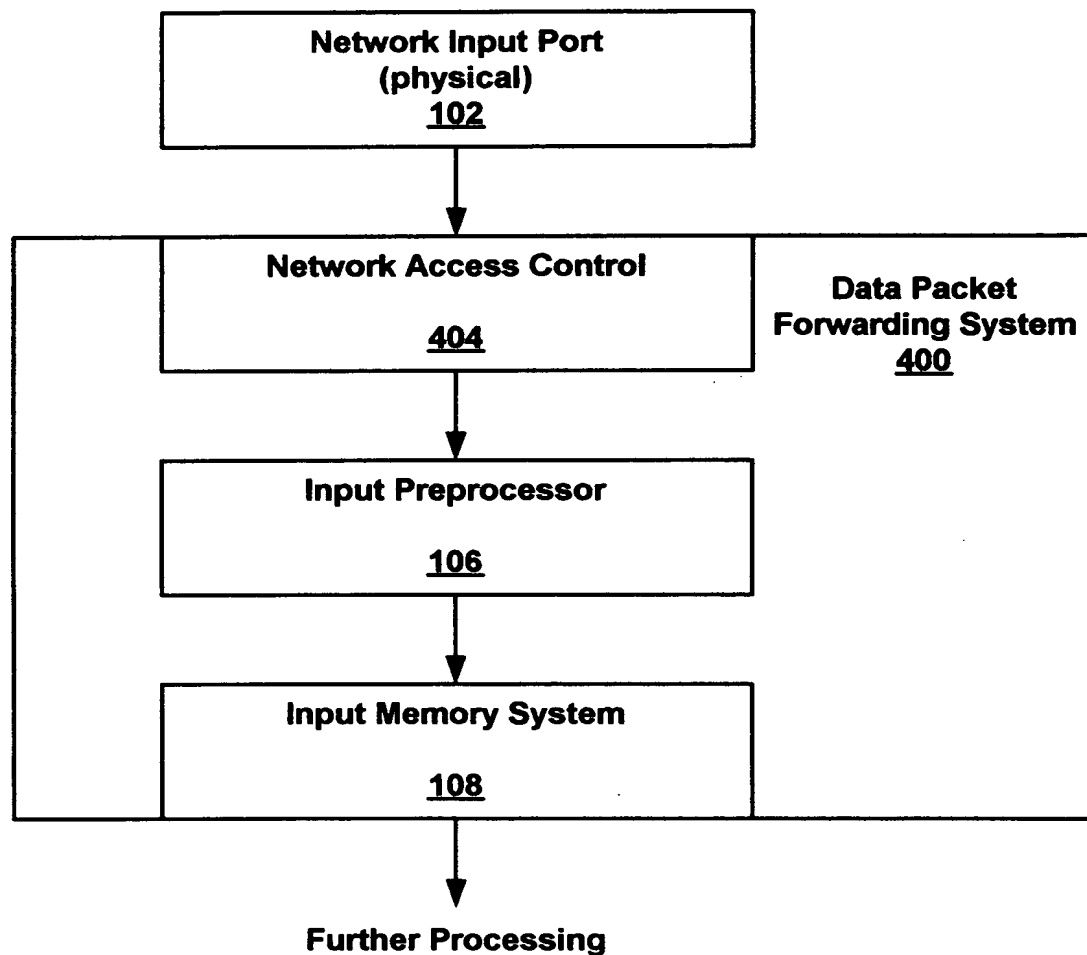 Network Input Port
(physical)
102
Network Access Control
404
Data Packet
Forwarding System
400
Input Preprocessor
106
Input Memory System
108
Further Processing